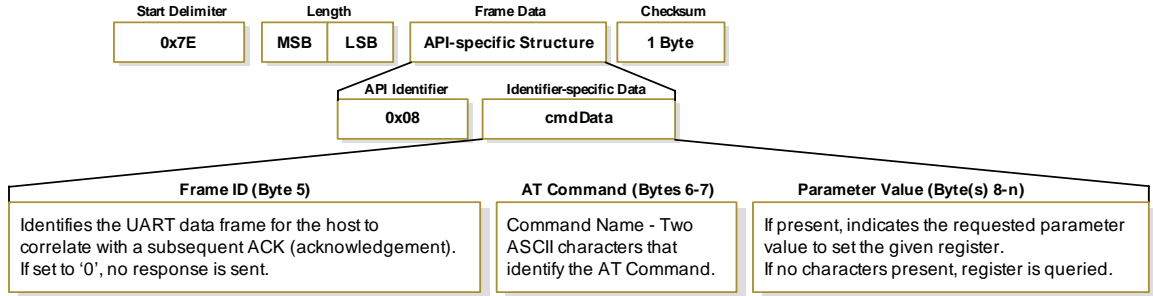 Start Delimiter Length Frame Data Checksum
0x7E MSB LSB API-specific Structure 1 Byte
API Identifier Identifier-specific Data
0x08 cmdData
Frame ID (Byte 5)
Identifies the UART data frame for the host to
correlate with a subsequent ACK (acknowledgement).
If set to ‘0’, no response is sent.
AT Command (Bytes 6-7)
Command Name - Two
ASCII characters that
identify the AT Command.
Parameter Value (Byte(s) 8-n)
If present, indicates the requested parameter
value to set the given register.
If no characters present, register is queried.